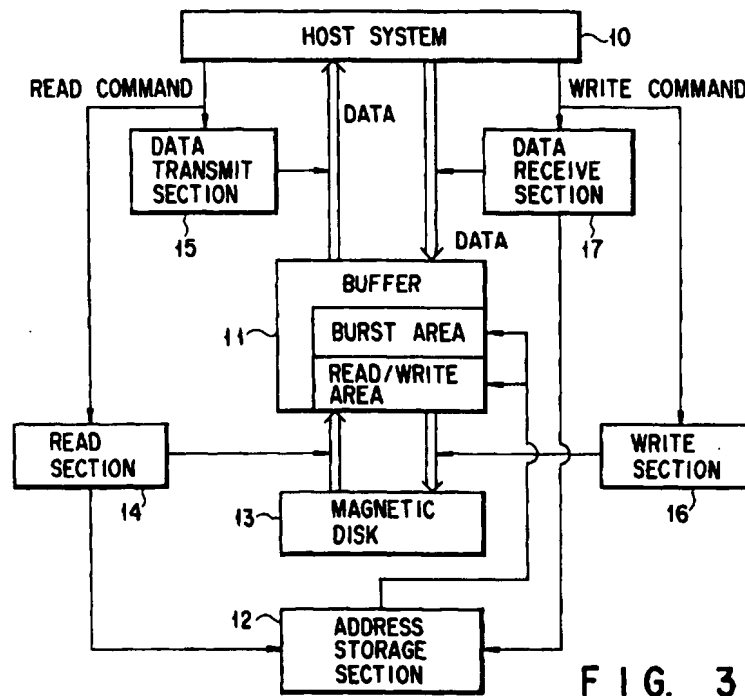 HOST SYSTEM
10
READ COMMAND
WRITE COMMAND
DATA
DATA
TRANSMIT
SECTION
15
DATA
RECEIVE
SECTION
17
DATA
BUFFER
11
BURST AREA
READ/WRITE
AREA
READ
SECTION
14
WRITE
SECTION
16
13
MAGNETIC
DISK
12
ADDRESS
STORAGE
SECTION
FIG. 3